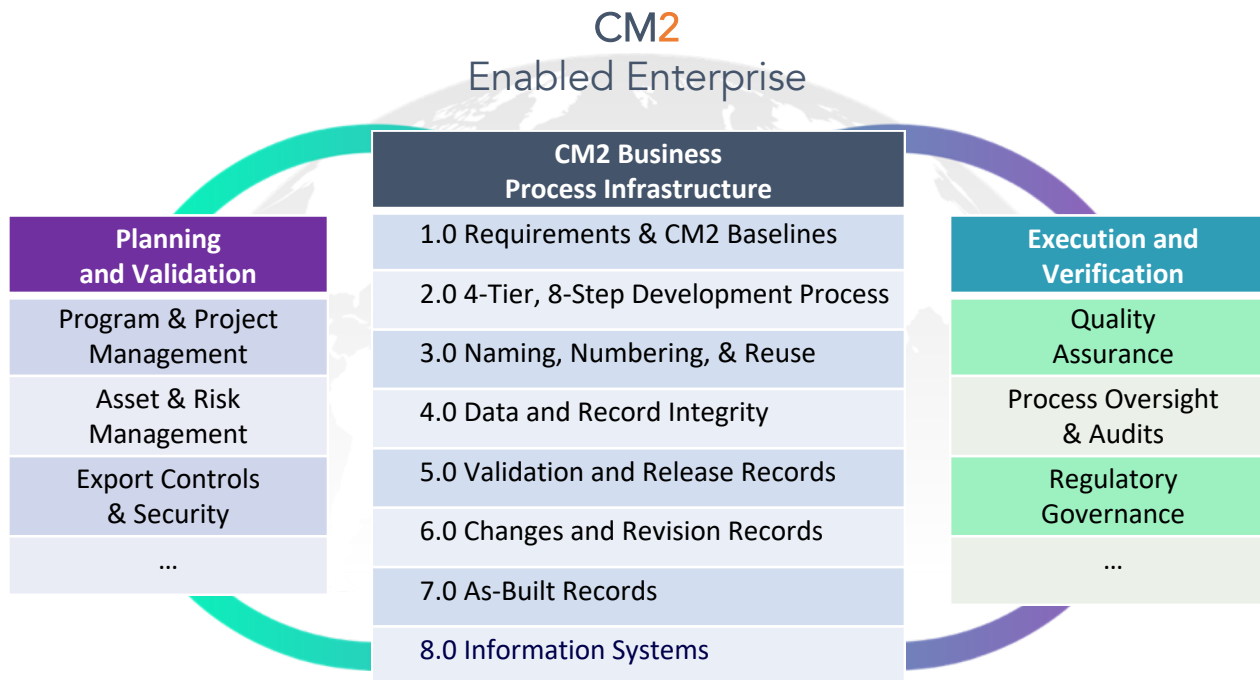 CM2
Enabled Enterprise
CM2 Business
Process Infrastructure
1.0 Requirements & CM2 Baselines
2.0 4-Tier, 8-Step Development Process
3.0 Naming, Numbering, & Reuse
4.0 Data and Record Integrity
5.0 Validation and Release Records
6.0 Changes and Revision Records
7.0 As-Built Records
8.0 Information Systems
Planning
and Validation
Program & Project
Management
Asset & Risk
Management
Export Controls
& Security
...
Execution and
Verification
Quality
Assurance
Process Oversight
& Audits
Regulatory
Governance
...